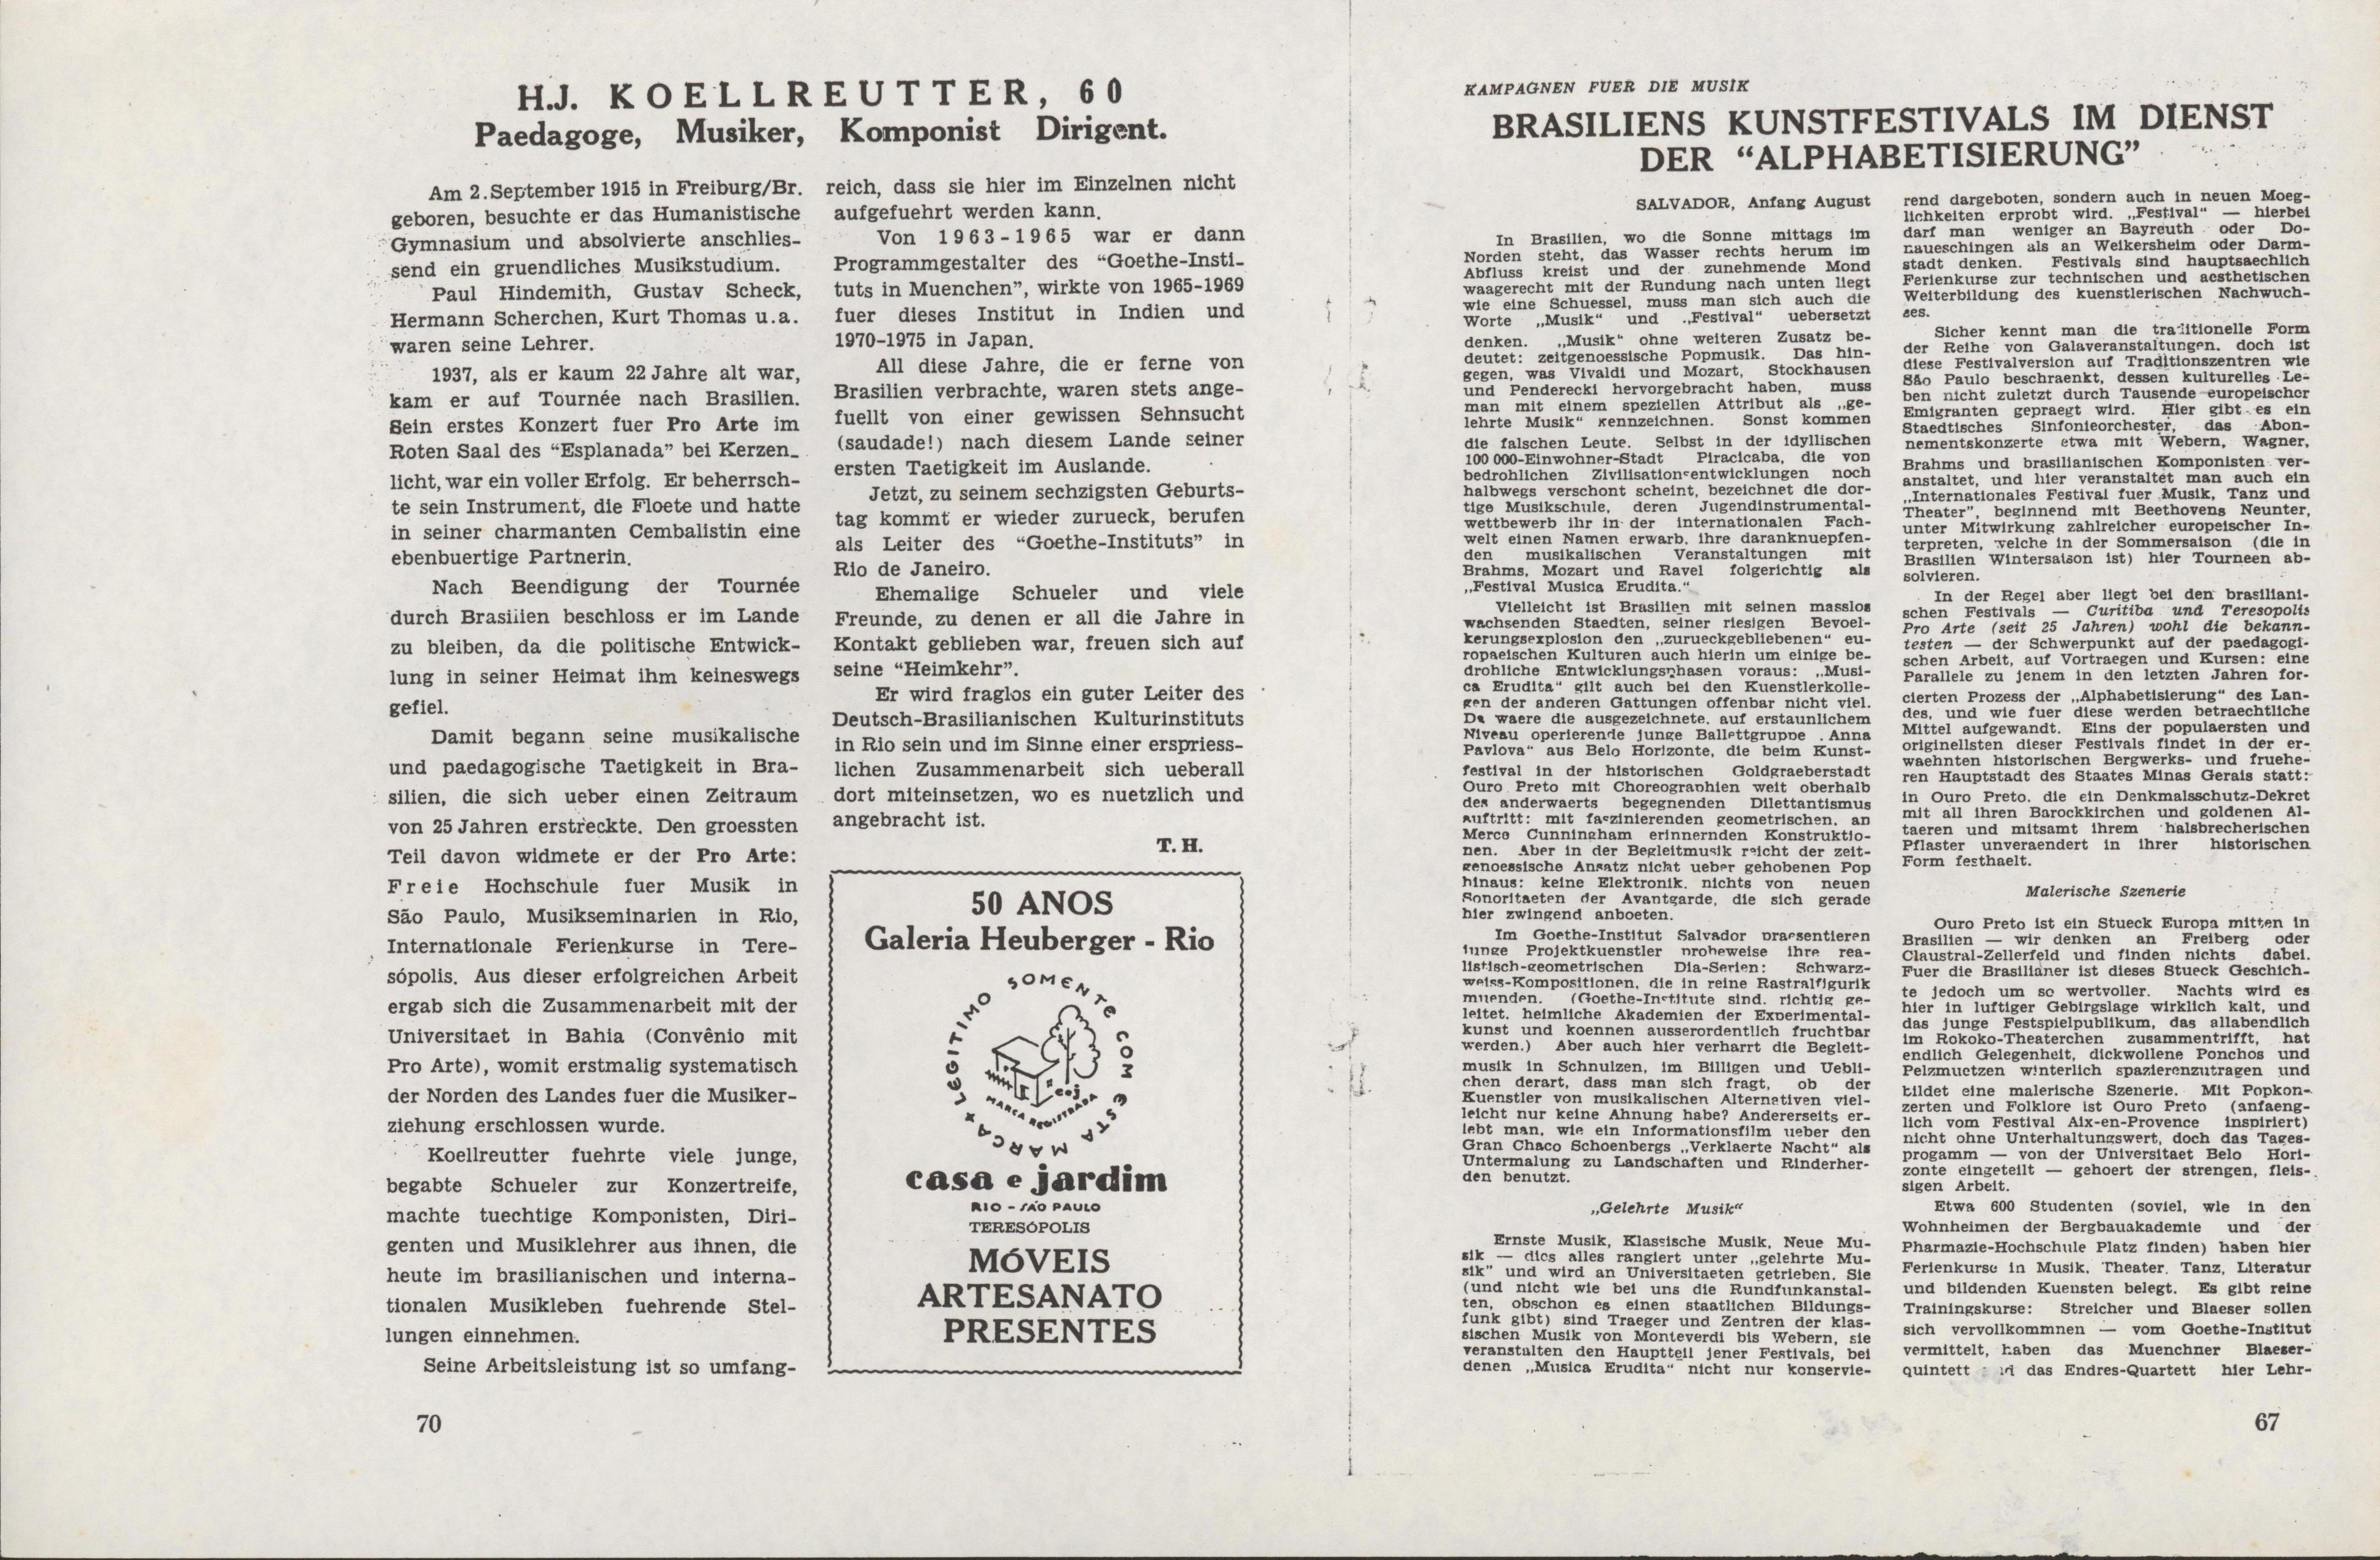 H.J. KOELLREUTTER, 60
Paedagoge, Musiker, Komponist Dirigent.
Am 2.September 1915 in Freiburg/Br.
geboren, besuchte er das Humanistische
Gymnasium und absolvierte anschlies-
send ein gruendliches Musikstudium.
Paul Hindemith, Gustav Scheck,
Hermann Scherchen, Kurt Thomas u.a.
waren seine Lehrer.
1937, als er kaum 22 Jahre alt war,
kam er auf Tournée nach Brasilien.
Sein erstes Konzert fuer Pro Arte im
Roten Saal des “Esplanada” bei Kerzen-
licht, war ein voller Erfolg. Er beherrsch-
te sein Instrument, die Floete und hatte
in seiner charmanten Cembalistin eine
ebenbuertige Partnerin.
Nach Beendigung der Tournée
durch Brasilien beschloss er im Lande
zu bleiben, da die politische Entwick-
lung in seiner Heimat ihm keineswegs
gefiel.
Damit begann seine musikalische
und paedagogische Taetigkeit in Bra-
silien, die sich ueber einen Zeitraum
von 25 Jahren erstreckte. Den groessten
Teil davon widmete er der Pro Arte:
Freie Hochschule fuer Musik in
São Paulo, Musikseminarien in Rio,
Internationale Ferienkurse in Tere-
sópolis. Aus dieser erfolgreichen Arbeit
ergab sich die Zusammenarbeit mit der
Universitaet in Bahia (Convênio mit
Pro Arte), womit erstmalig systematisch
der Norden des Landes fuer die Musiker-
ziehung erschlossen wurde.
Koellreutter fuehrte viele junge,
begabte Schueler zur Konzertreife,
machte tuechtige Komponisten, Diri-
genten und Musiklehrer aus ihnen, die
heute im brasilianischen und interna-
tionalen Musikleben fuehrende Stel-
lungen einnehmen.
Seine Arbeitsleistung ist so umfang-
reich, dass sie hier im Einzelnen nicht
aufgefuehrt werden kann.
Von 1963-1965 war er dann
Programmgestalter des “Goethe-Insti-
tuts in Muenchen”, wirkte von 1965-1969
fuer dieses Institut in Indien und
1970-1975 in Japan.
All diese Jahre, die er ferne von
Brasilien verbrachte, waren stets ange-
fuellt von einer gewissen Sehnsucht
(saudade!) nach diesem Lande seiner
ersten Taetigkeit im Auslande.
Jetzt, zu seinem sechzigsten Geburts-
tag kommt er wieder zurueck, berufen
als Leiter des “Goethe-Instituts” in
Rio de Janeiro.
Ehemalige Schueler und viele
Freunde, zu denen er all die Jahre in
Kontakt geblieben war, freuen sich auf
seine “Heimkehr”.
Er wird fraglos ein guter Leiter des
Deutsch-Brasilianischen Kulturinstituts
in Rio sein und im Sinne einer erspriess-
lichen Zusammenarbeit sich ueberall
dort miteinsetzen, wo es nuetzlich und
angebracht ist.
T. H.
50 ANOS
Galeria Heuberger - Rio
LEGITIMO SOMENTE COM ESTA MARCA
cej
MARCA REGISTRADA
casa e jardim
RIO - SÃO PAULO
TERESÓPOLIS
MÓVEIS
ARTESANATO
PRESENTES
70
KAMPAGNEN FUER DIE MUSIK
BRASILIENS KUNSTFESTIVALS IM DIENST
DER “ALPHABETISIERUNG”
SALVADOR, Anfang August
In Brasilien, wo die Sonne mittags im
Norden steht, das Wasser rechts herum im
Abfluss kreist und der zunehmende Mond
waagerecht mit der Rundung nach unten liegt
wie eine Schuessel, muss man sich auch die
Worte „Musik“ und „Festival“ uebersetzt
denken. „Musik“ ohne weiteren Zusatz be-
deutet: zeitgenoessische Popmusik. Das hin-
gegen, was Vivaldi und Mozart, Stockhausen
und Penderecki hervorgebracht haben, muss
man mit einem speziellen Attribut als „ge-
lehrte Musik“ kennzeichnen. Sonst kommen
die falschen Leute. Selbst in der idyllischen
100 000-Einwohner-Stadt Piracicaba, die von
bedrohlichen Zivilisationsentwicklungen noch
halbwegs verschont scheint, bezeichnet die dor-
tige Musikschule, deren Jugendinstrumental-
wettbewerb ihr in der internationalen Fach-
welt einen Namen erwarb, ihre daranknuepfen-
den musikalischen Veranstaltungen mit
Brahms, Mozart und Ravel folgerichtig als
„Festival Musica Erudita.“
Vielleicht ist Brasilien mit seinen masslos
wachsenden Staedten, seiner riesigen Bevoel-
kerungsexplosion den „zurueckgebliebenen“ eu-
ropaeischen Kulturen auch hierin um einige be-
drohliche Entwicklungsphasen voraus: „Musi-
ca Erudita“ gilt auch bei den Kuenstlerkolle-
gen der anderen Gattungen offenbar nicht viel.
Da waere die ausgezeichnete, auf erstaunlichem
Niveau operierende junge Ballettgruppe „Anna
Pavlova“ aus Belo Horizonte, die beim Kunst-
festival in der historischen Goldgraeberstadt
Ouro Preto mit Choreographien weit oberhalb
des anderwaerts begegnenden Dilettantismus
auftritt: mit faszinierenden geometrischen, an
Merce Cunningham erinnernden Konstruktio-
nen. Aber in der Begleitmusik reicht der zeit-
genoessische Ansatz nicht ueber gehobenen Pop
hinaus: keine Elektronik, nichts von neuen
Sonoritaeten der Avantgarde, die sich gerade
hier zwingend anboeten.
Im Goethe-Institut Salvador praesentieren
junge Projektkuenstler probeweise ihre rea-
listisch-geometrischen Dia-Serien: Schwarz-
weiss-Kompositionen, die in reine Rastralfigurik
muenden. (Goethe-Institute sind, richtig ge-
leitet, heimliche Akademien der Experimental-
kunst und koennen ausserordentlich fruchtbar
werden.) Aber auch hier verharrt die Begleit-
musik in Schnulzen, im Billigen und Uebli-
chen derart, dass man sich fragt, ob der
Kuenstler von musikalischen Alternativen viel-
leicht nur keine Ahnung habe? Andererseits er-
lebt man, wie ein Informationsfilm ueber den
Gran Chaco Schoenbergs „Verklaerte Nacht“ als
Untermalung zu Landschaften und Rinderher-
den benutzt.
„Gelehrte Musik“
Ernste Musik, Klassische Musik, Neue Mu-
sik — dies alles rangiert unter „gelehrte Mu-
sik” und wird an Universitaeten getrieben. Sie
(und nicht wie bei uns die Rundfunkanstal-
ten, obschon es einen staatlichen Bildungs-
funk gibt) sind Traeger und Zentren der klas-
sischen Musik von Monteverdi bis Webern, sie
veranstalten den Hauptteil jener Festivals, bei
denen „Musica Erudita“ nicht nur konservie-
rend dargeboten, sondern auch in neuen Moeg-
lichkeiten erprobt wird. „Festival“ — hierbei
darf man weniger an Bayreuth oder Do-
naueschingen als an Weikersheim oder Darm-
stadt denken. Festivals sind hauptsaechlich
Ferienkurse zur technischen und aesthetischen
Weiterbildung des kuenstlerischen Nachwuch-
ses.
Sicher kennt man die traditionelle Form
der Reihe von Galaveranstaltungen, doch ist
diese Festivalversion auf Traditionszentren wie
São Paulo beschraenkt, dessen kulturelles Le-
ben nicht zuletzt durch Tausende europeischer
Emigranten gepraegt wird. Hier gibt es ein
Staedtisches Sinfonieorchester, das Abon-
nementskonzerte etwa mit Webern, Wagner,
Brahms und brasilianischen Komponisten ver-
anstaltet, und hier veranstaltet man auch ein
„Internationales Festival fuer Musik, Tanz und
Theater”, beginnend mit Beethovens Neunter,
unter Mitwirkung zahlreicher europeischer In-
terpreten, welche in der Sommersaison (die in
Brasilien Wintersaison ist) hier Tourneen ab-
solvieren.
In der Regel aber liegt bei den brasiliani-
schen Festivals — Curitiba und Teresopolis
Pro Arte (seit 25 Jahren) wohl die bekann-
testen — der Schwerpunkt auf der paedagogi-
schen Arbeit, auf Vortraegen und Kursen: eine
Parallele zu jenem in den letzten Jahren for-
cierten Prozess der „Alphabetisierung“ des Lan-
des, und wie fuer diese werden betraechtliche
Mittel aufgewandt. Eins der populaersten und
originellsten dieser Festivals findet in der er-
waehnten historischen Bergwerks- und fruehe-
ren Hauptstadt des Staates Minas Gerais statt:
in Ouro Preto, die ein Denkmalsschutz-Dekret
mit all ihren Barockkirchen und goldenen Al-
taeren und mitsamt ihrem halsbrecherischen
Pflaster unveraendert in ihrer historischen
Form festhaelt.
Malerische Szenerie
Ouro Preto ist ein Stueck Europa mitten in
Brasilien — wir denken an Freiberg oder
Claustral-Zellerfeld und finden nichts dabei.
Fuer die Brasilianer ist dieses Stueck Geschich-
te jedoch um so wertvoller. Nachts wird es
hier in luftiger Gebirgslage wirklich kalt, und
das junge Festspielpublikum, das allabendlich
im Rokoko-Theaterchen zusammentrifft, hat
endlich Gelegenheit, dickwollene Ponchos und
Pelzmuetzen winterlich spazierenzutragen und
bildet eine malerische Szenerie. Mit Popkon-
zerten und Folklore ist Ouro Preto (anfaeng-
lich vom Festival Aix-en-Provence inspiriert)
nicht ohne Unterhaltungswert, doch das Tages-
progamm — von der Universitaet Belo Hori-
zonte eingeteilt — gehoert der strengen, fleis-
sigen Arbeit.
Etwa 600 Studenten (soviel, wie in den
Wohnheimen der Bergbauakademie und der
Pharmazie-Hochschule Platz finden) haben hier
Ferienkurse in Musik, Theater, Tanz, Literatur
und bildenden Kuensten belegt. Es gibt reine
Trainingskurse: Streicher und Blaeser sollen
sich vervollkommnen — vom Goethe-Institut
vermittelt, haben das Muenchner Blaeser-
quintett und das Endres-Quartett hier Lehr-
67